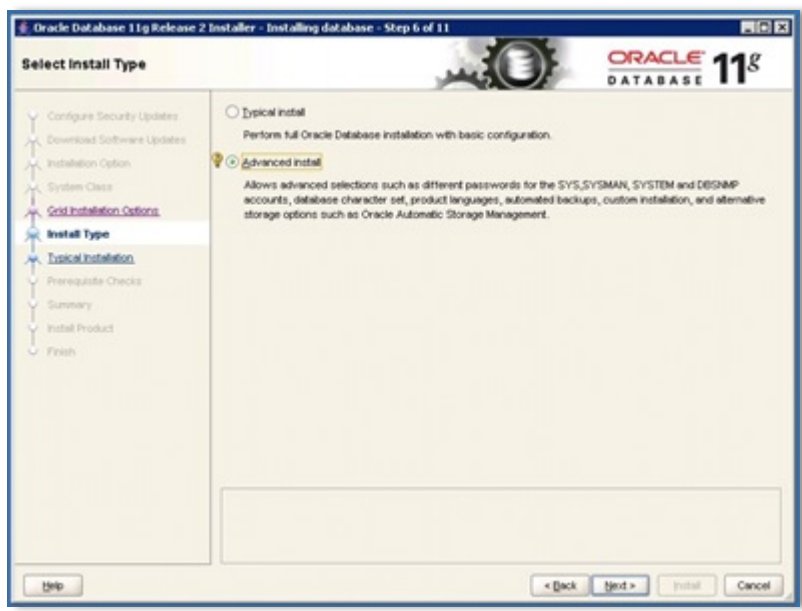 Oracle Database 11g Release 2 Installer - Installing database - Step 6 of 11
Select Install Type
ORACLE
DATABASE
11g
Configure Security Updates
Download Software Updates
Installation Option
System Class
Grid Installation Options
Install Type
Typical Installation
Prerequisite Checks
Summary
Install Product
Finish
Typical install
Perform full Oracle Database installation with basic configuration.
Advanced install
Allows advanced selections such as different passwords for the SYS,SYSMAN, SYSTEM and DBSNMP
accounts, database character set, product languages, automated backups, custom installation, and alternative
storage options such as Oracle Automatic Storage Management.
Help
< Back
Next >
Install
Cancel